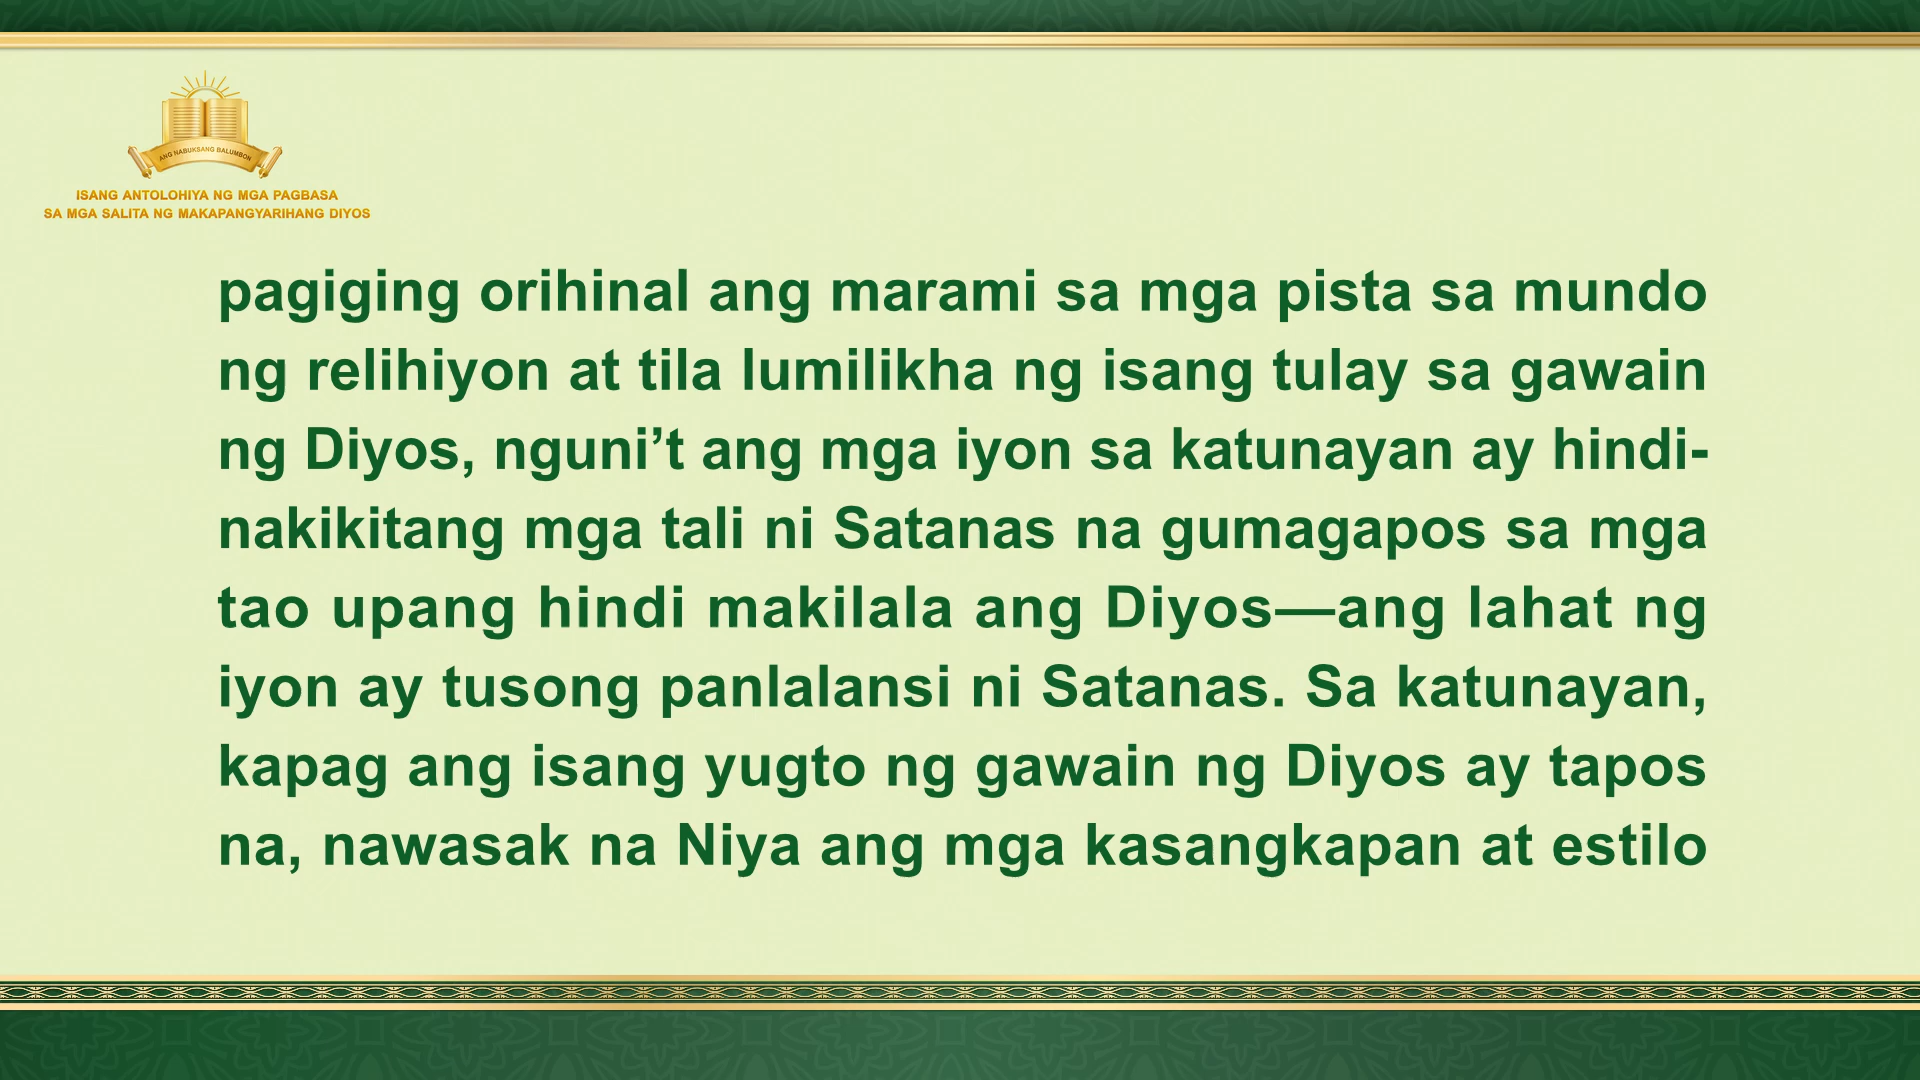 ANG NABUKSANG BALUMBON
ISANG ANTOLOHIYA NG MGA PAGBASA
SA MGA SALITA NG MAKAPANGYARIHANG DIYOS
pagiging orihinal ang marami sa mga pista sa mundo
ng relihiyon at tila lumilikha ng isang tulay sa gawain
ng Diyos, nguni’t ang mga iyon sa katunayan ay hindi-
nakikitang mga tali ni Satanas na gumagapos sa mga
tao upang hindi makilala ang Diyos—ang lahat ng
iyon ay tusong panlalansi ni Satanas. Sa katunayan,
kapag ang isang yugto ng gawain ng Diyos ay tapos
na, nawasak na Niya ang mga kasangkapan at estilo